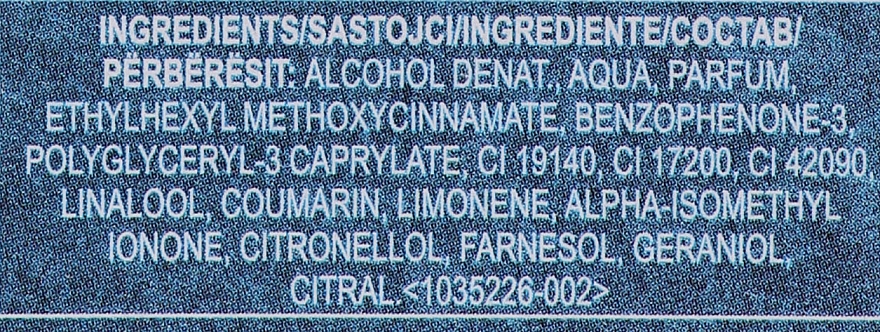 INGREDIENTS/SASTOJCI/INGREDIENTE/СОСТАВ/
PËRBËRËSIT: ALCOHOL DENAT., AQUA, PARFUM,
ETHYLHEXYL METHOXYCINNAMATE, BENZOPHENONE-3,
POLYGLYCERYL-3 CAPRYLATE, CI 19140, CI 17200, CI 42090,
LINALOOL, COUMARIN, LIMONENE, ALPHA-ISOMETHYL
IONONE, CITRONELLOL, FARNESOL, GERANIOL,
CITRAL.<1035226-002>